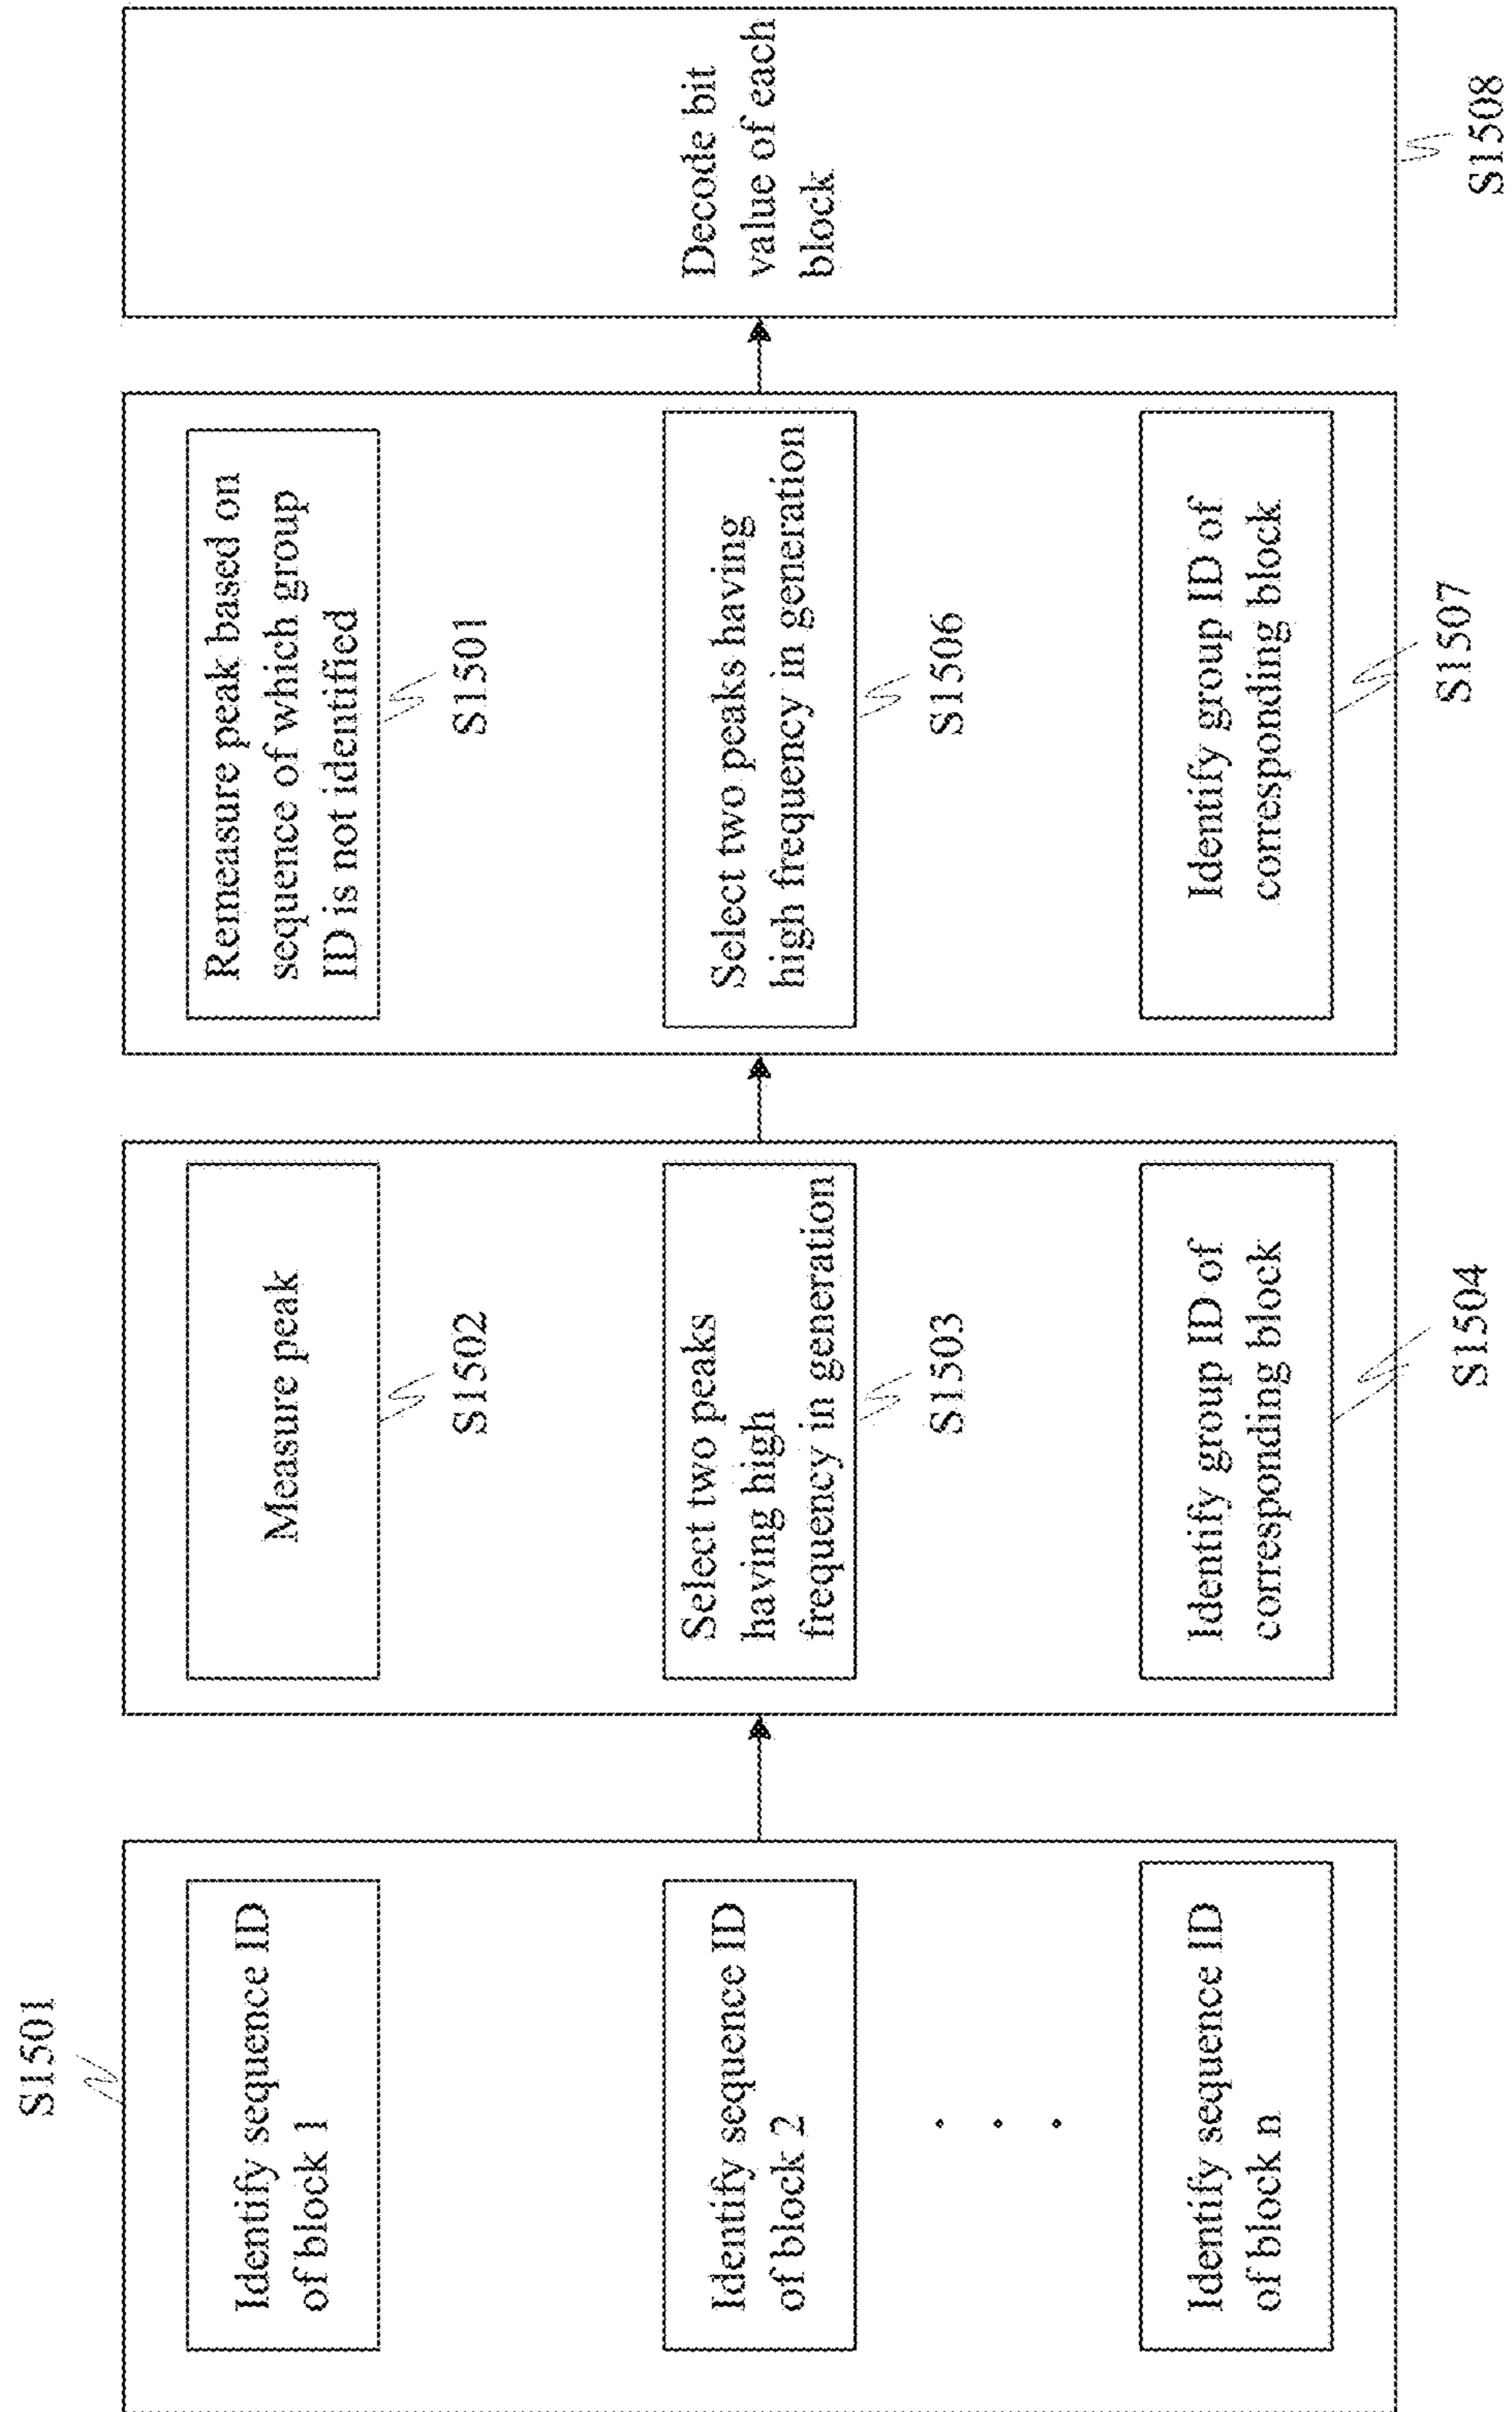 S1501
Identify sequence ID
of block 1
Identify sequence ID
of block 2
Identify sequence ID
of block n
Measure peak
S1502
Select two peaks
having high
frequency in generation
S1503
Identify group ID of
corresponding block
S1504
Remeasure peak based on
sequence of which group
ID is not identified
S1501
Select two peaks having
high frequency in generation
S1506
Identify group ID of
corresponding block
S1507
Decode bit
value of each
block
S1508